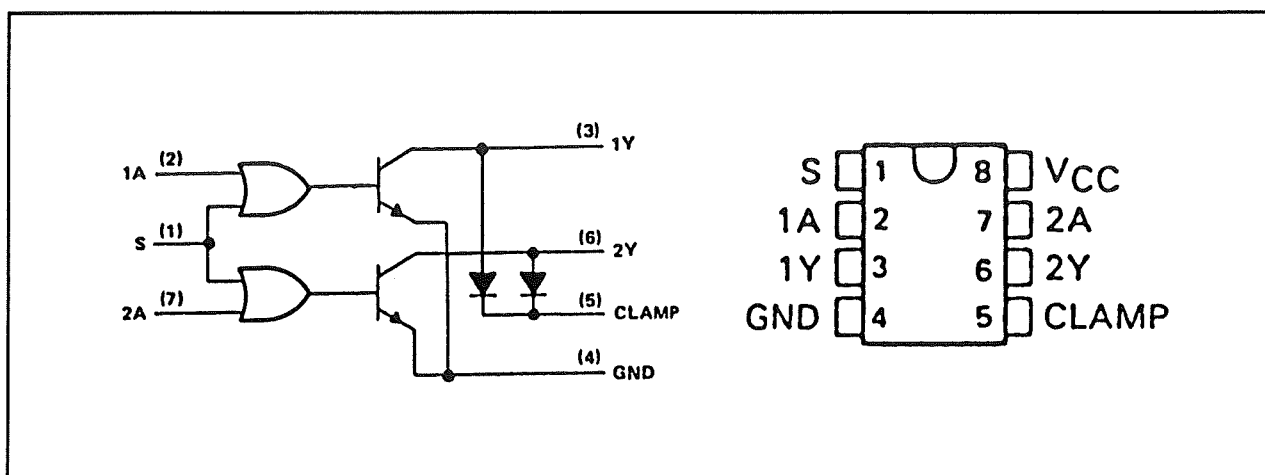 1A (2)
S (1)
2A (7)
(3) 1Y
(6) 2Y
(5) CLAMP
(4) GND
S 1 8 VCC
1A 2 7 2A
1Y 3 6 2Y
GND 4 5 CLAMP